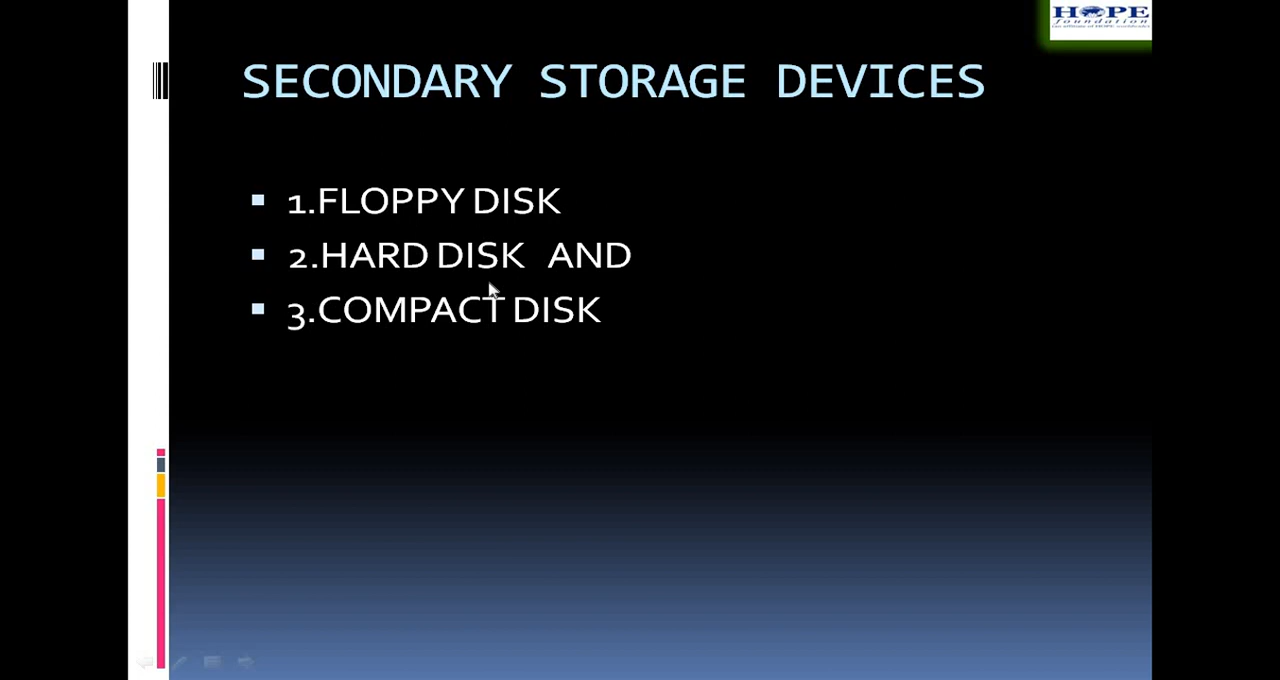 HOPE
foundation
SECONDARY STORAGE DEVICES
1.FLOPPY DISK
2.HARD DISK AND
3.COMPACT DISK